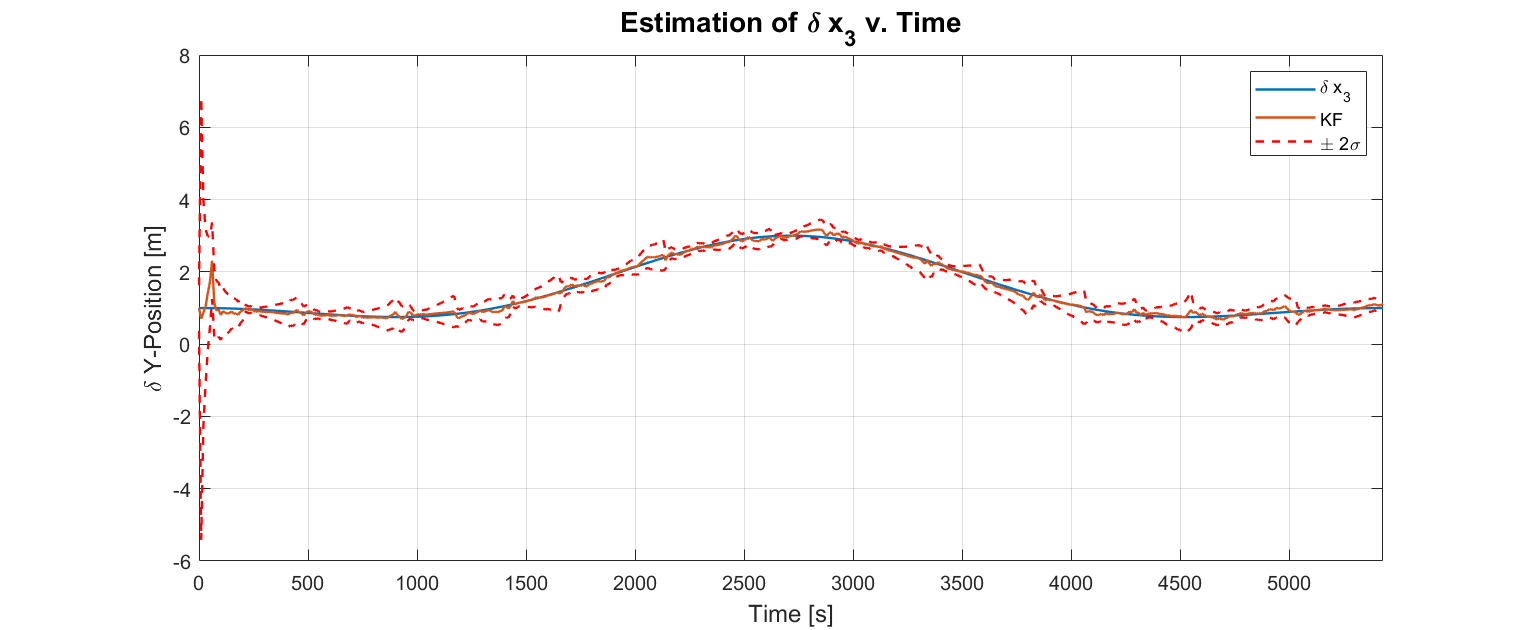 Estimation of δ x₃ v. Time
δ x₃
KF
± 2σ
δ Y-Position [m]
8
6
4
2
0
-2
-4
-6
0 500 1000 1500 2000 2500 3000 3500 4000 4500 5000
Time [s]